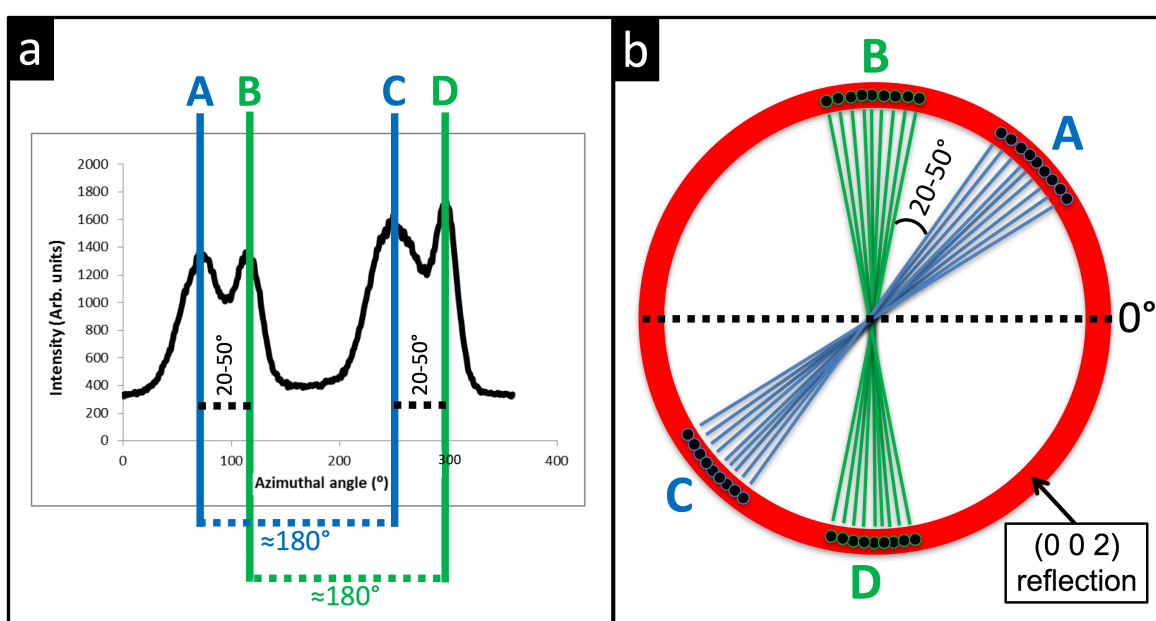 a
A B C D
2000
1800
1600
1400
1200
1000
800
600
400
200
0
Intensity (Arb. units)
20-50°
20-50°
0 100 200 300 400
Azimuthal angle (°)
≈180°
≈180°
b
B
A
20-50°
0°
C
D
(0 0 2)
reflection